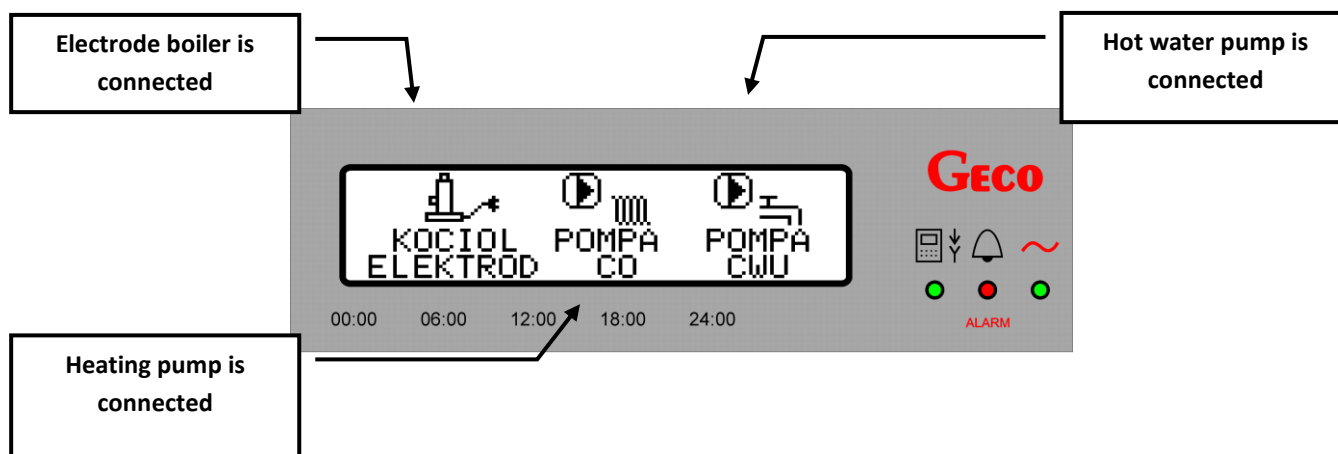 Electrode boiler is
connected
Hot water pump is
connected
GECO
KOCIOL POMPA POMPA
ELEKTROD CO CWU
00:00 06:00 12:00 18:00 24:00
ALARM
Heating pump is
connected